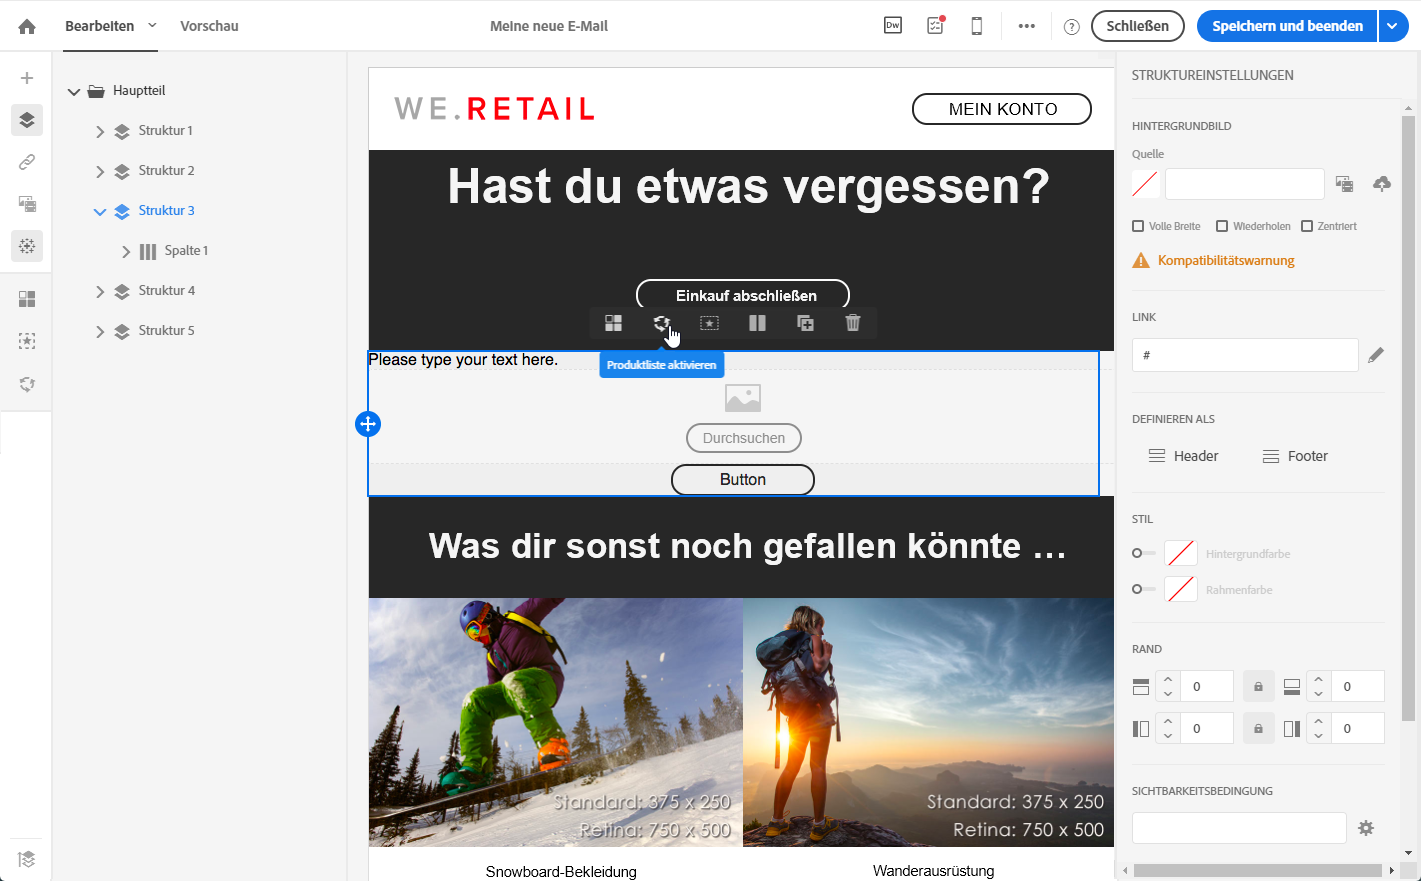 Bearbeiten
Vorschau
Meine neue E-Mail
Dw
?
Schließen
Speichern und beenden
Hauptteil
Struktur 1
Struktur 2
Struktur 3
Spalte 1
Struktur 4
Struktur 5
WE.RETAIL
MEIN KONTO
Hast du etwas vergessen?
Einkauf abschließen
Produktliste aktivieren
Please type your text here.
Durchsuchen
Button
Was dir sonst noch gefallen könnte ...
Standard: 375 x 250
Retina: 750 x 500
Standard: 375 x 250
Retina: 750 x 500
Snowboard-Bekleidung
Wanderausrüstung
STRUKTUREINSTELLUNGEN
HINTERGRUNDBILD
Quelle
Volle Breite
Wiederholen
Zentriert
Kompatibilitätswarnung
LINK
#
DEFINIEREN ALS
Header
Footer
STIL
Hintergrundfarbe
Rahmenfarbe
RAND
0
0
0
0
SICHTBARKEITSBEDINGUNG